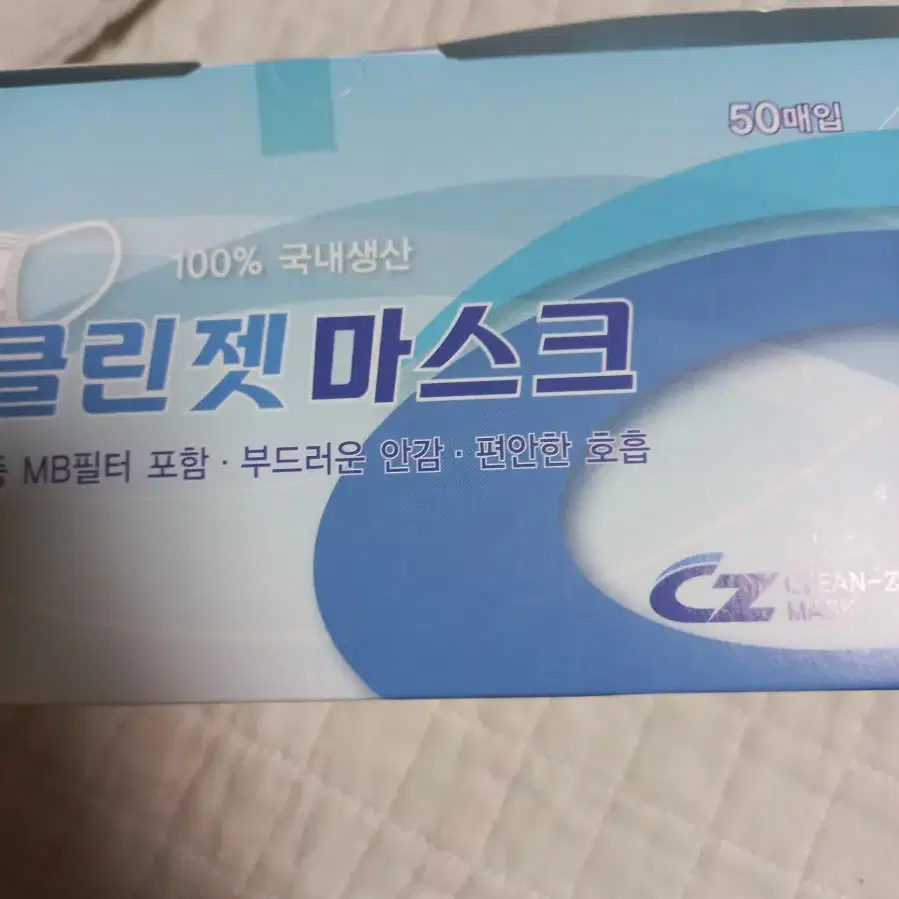 50매입
100% 국내생산
클린젯 마스크
MB필터 포함 · 부드러운 안감 · 편안한 호흡
CZ
MASK